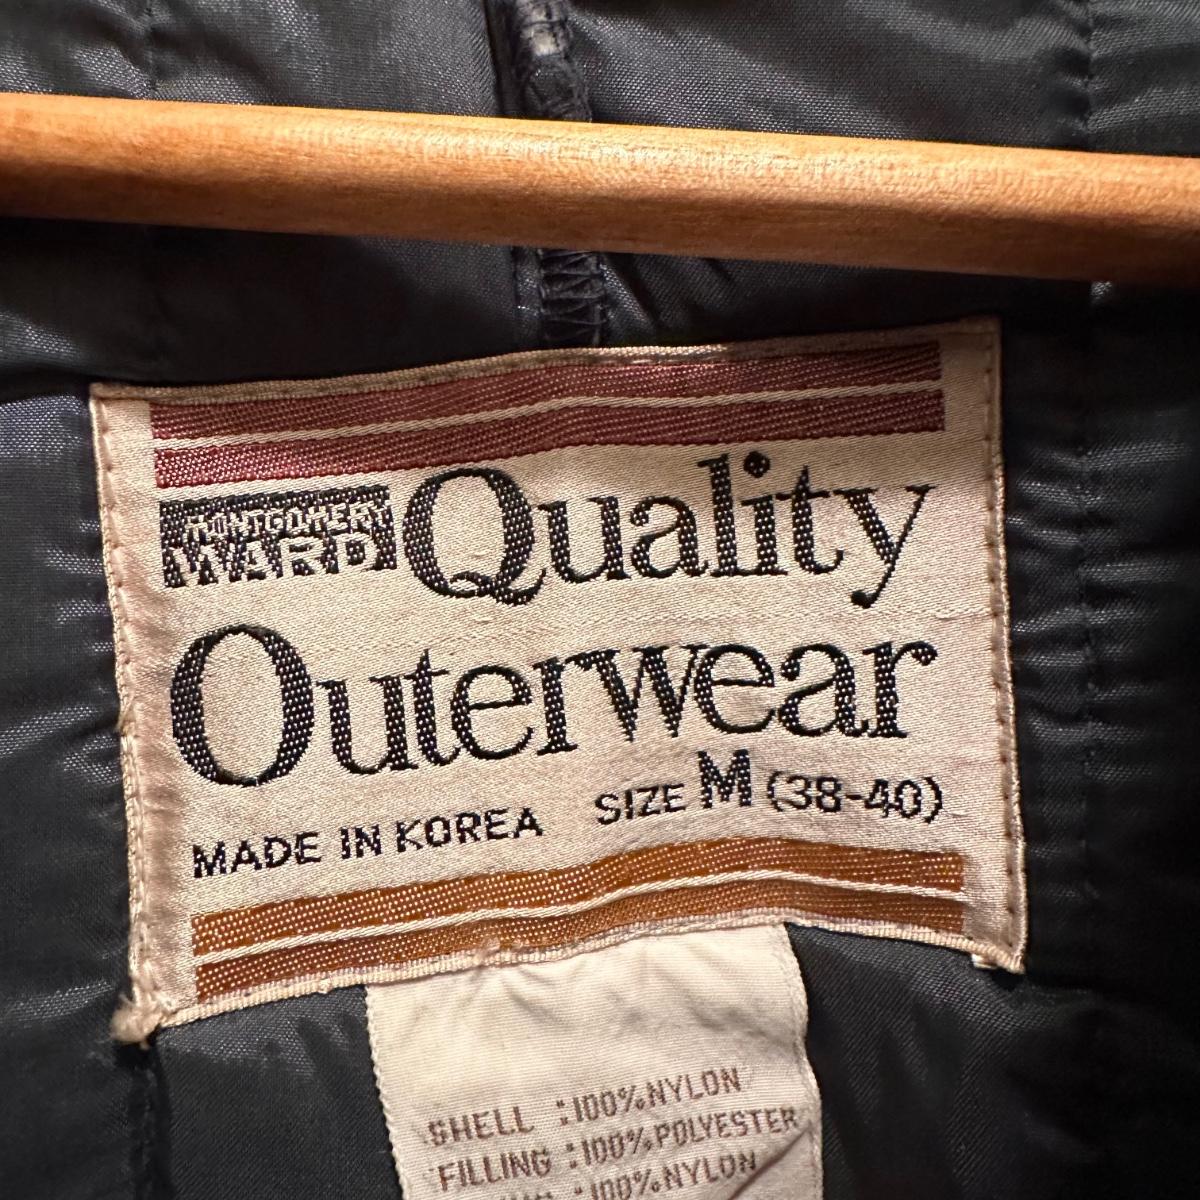 MONTGOMERY
WARD
Quality
Outerwear
MADE IN KOREA SIZE M (38-40)
SHELL :100%NYLON
FILLING :100%POLYESTER
:100%NYLON